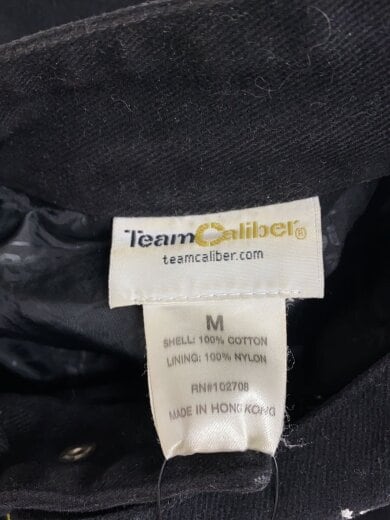 TeamCaliber®
teamcaliber.com
M
SHELL: 100% COTTON
LINING: 100% NYLON
RN#102708
MADE IN HONG KONG